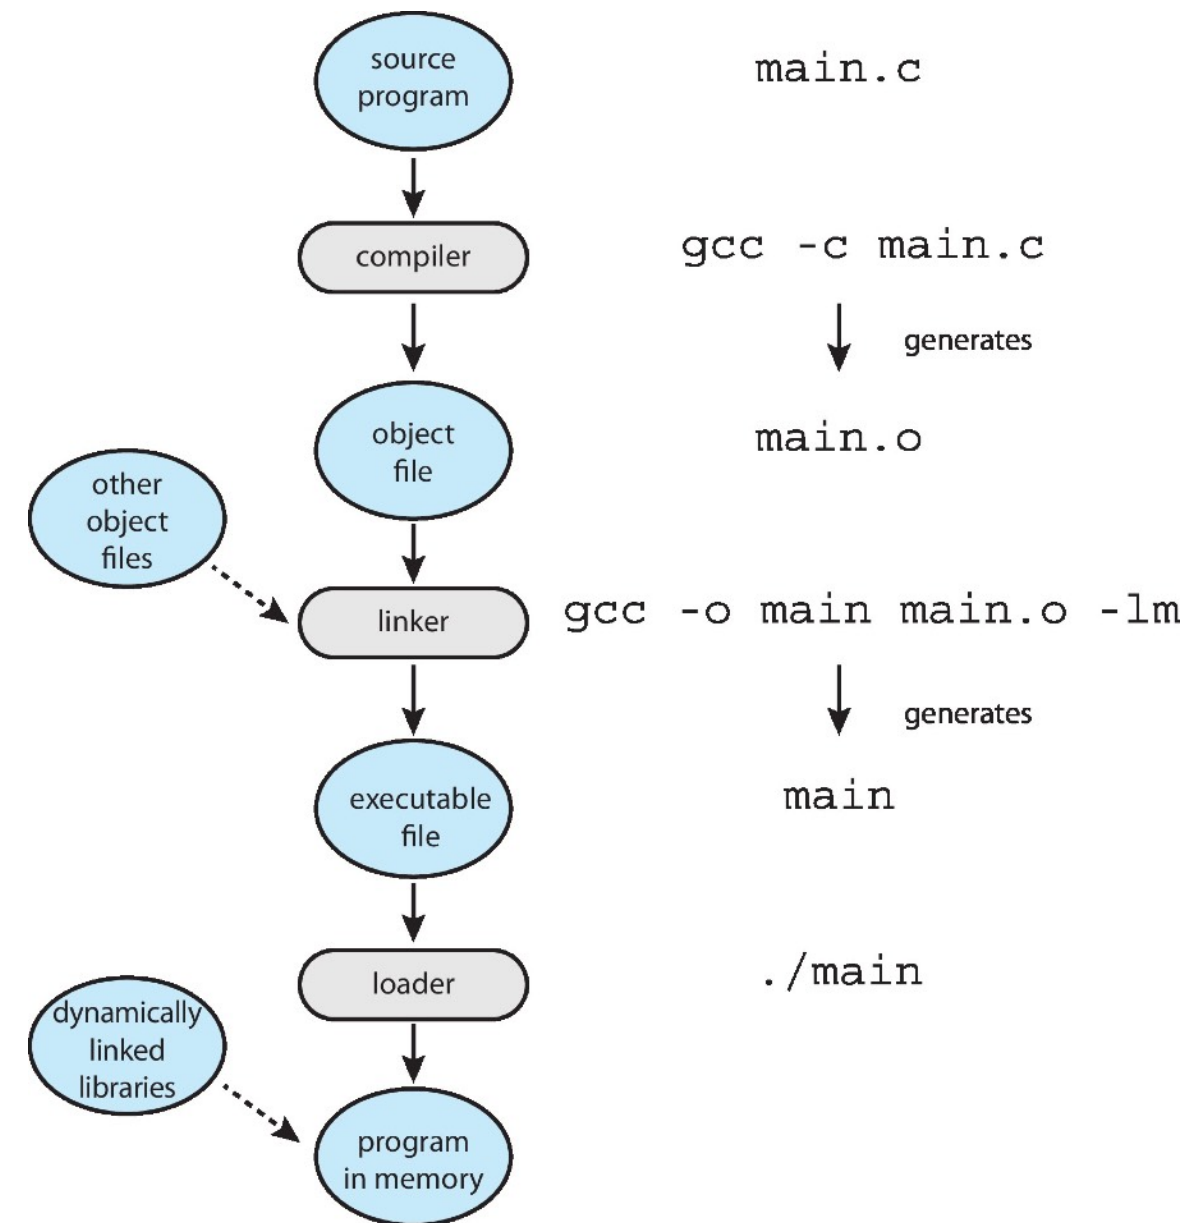 source
program
main.c
compiler
gcc -c main.c
generates
object
file
main.o
other
object
files
linker
gcc -o main main.o -lm
generates
executable
file
main
loader
./main
dynamically
linked
libraries
program
in memory